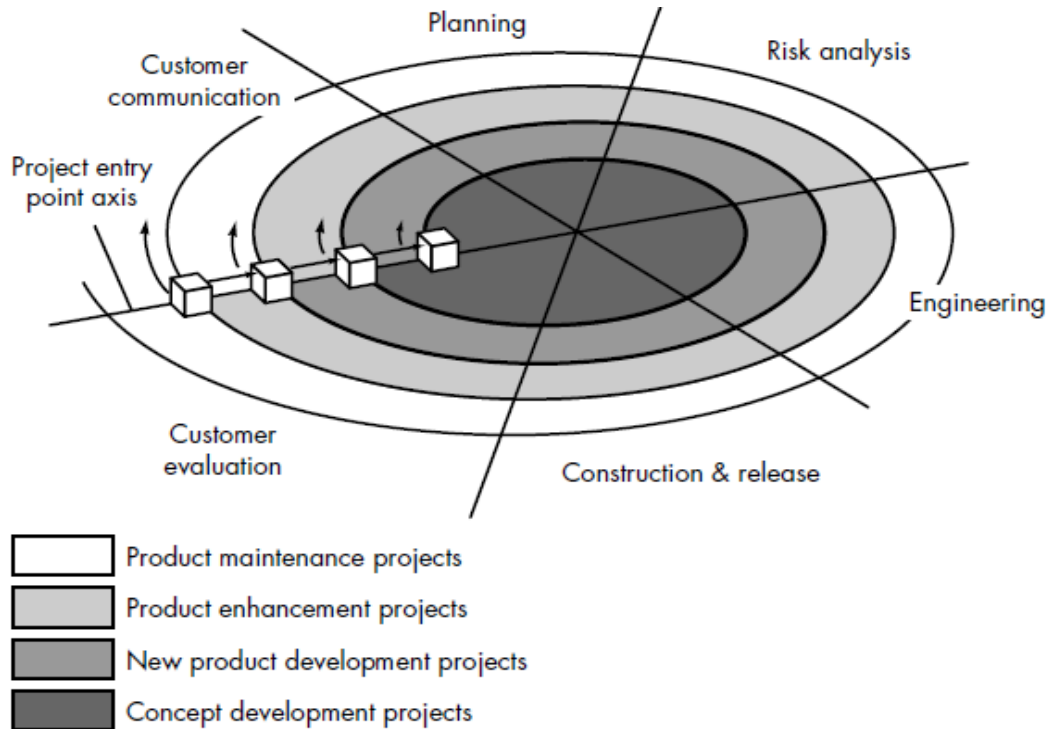 Planning
Risk analysis
Customer
communication
Project entry
point axis
Engineering
Customer
evaluation
Construction & release
Product maintenance projects
Product enhancement projects
New product development projects
Concept development projects